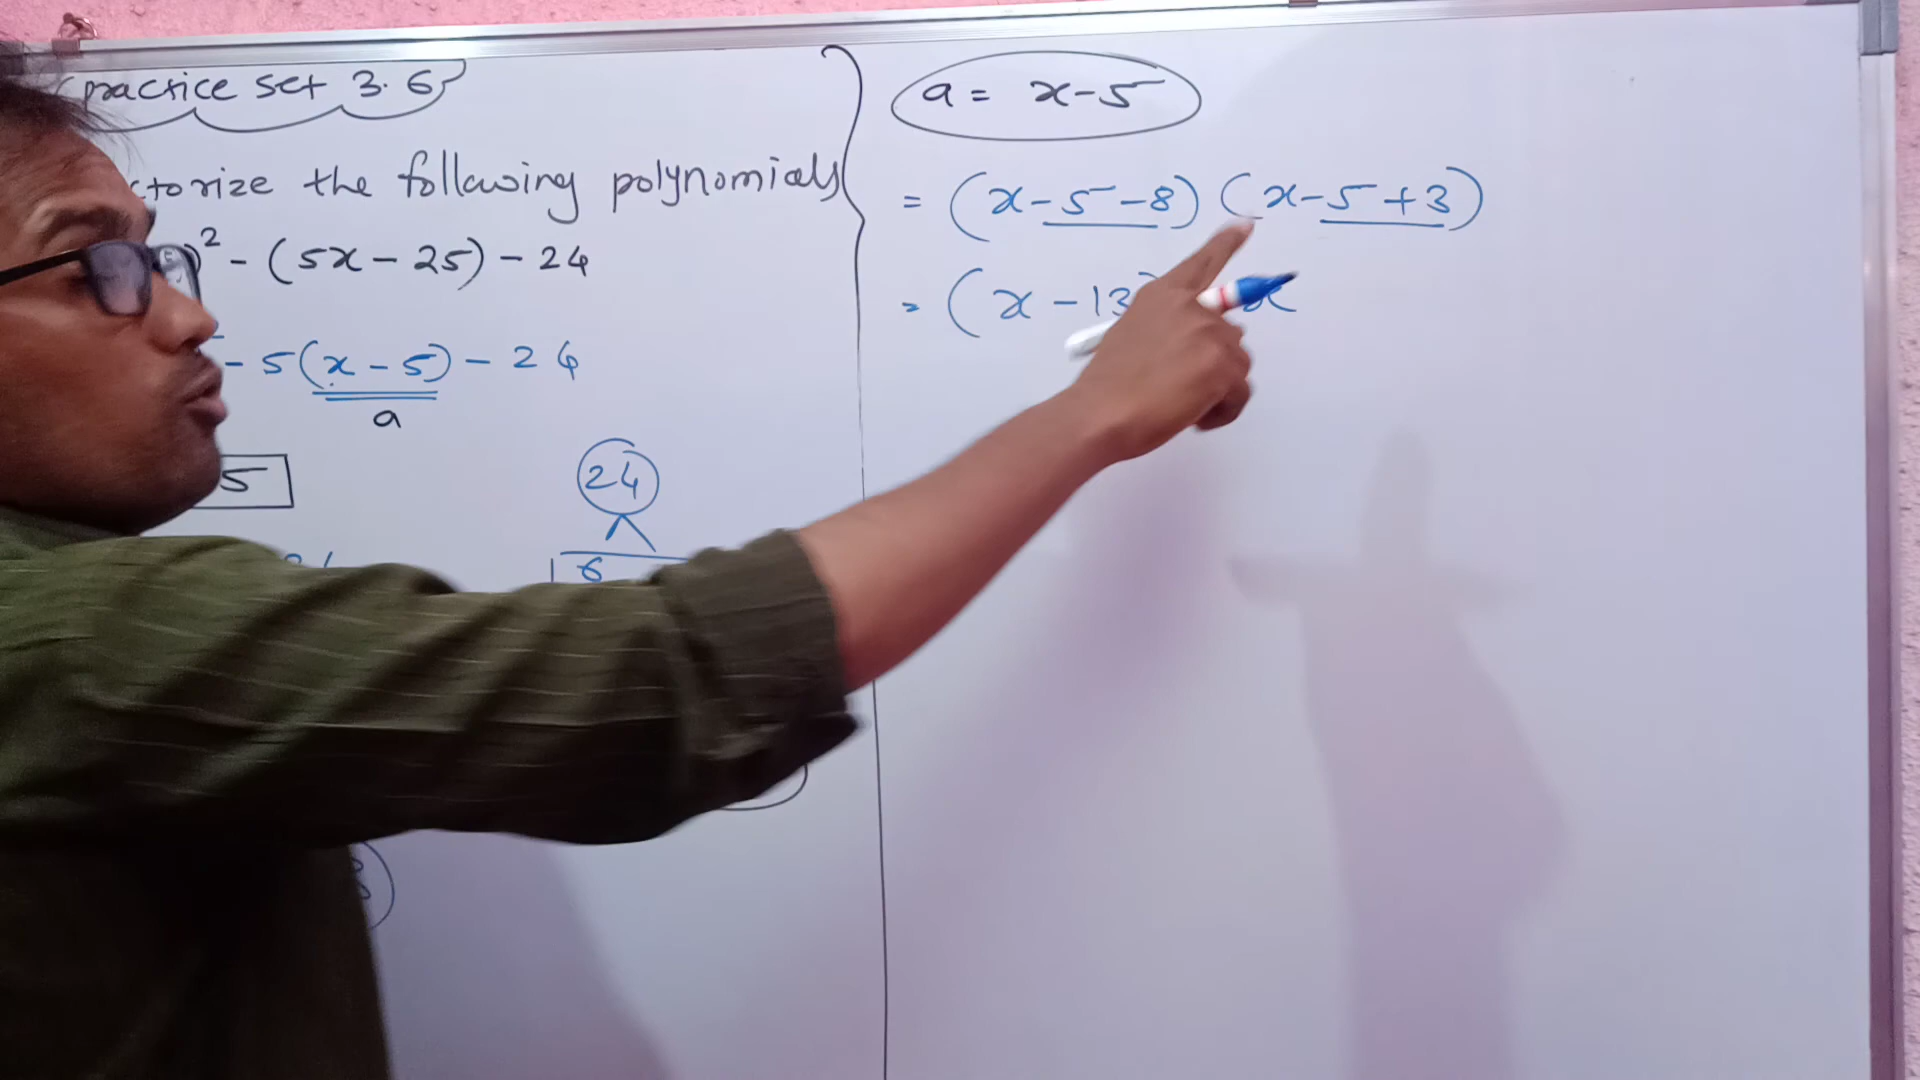 practice set 3.6
ctorize the following polynomials
)² - (5x - 25) - 24
- 5(x - 5) - 24
a
5
24
6
a = x-5
= (x-5-8) (x-5+3)
= (x - 13 x